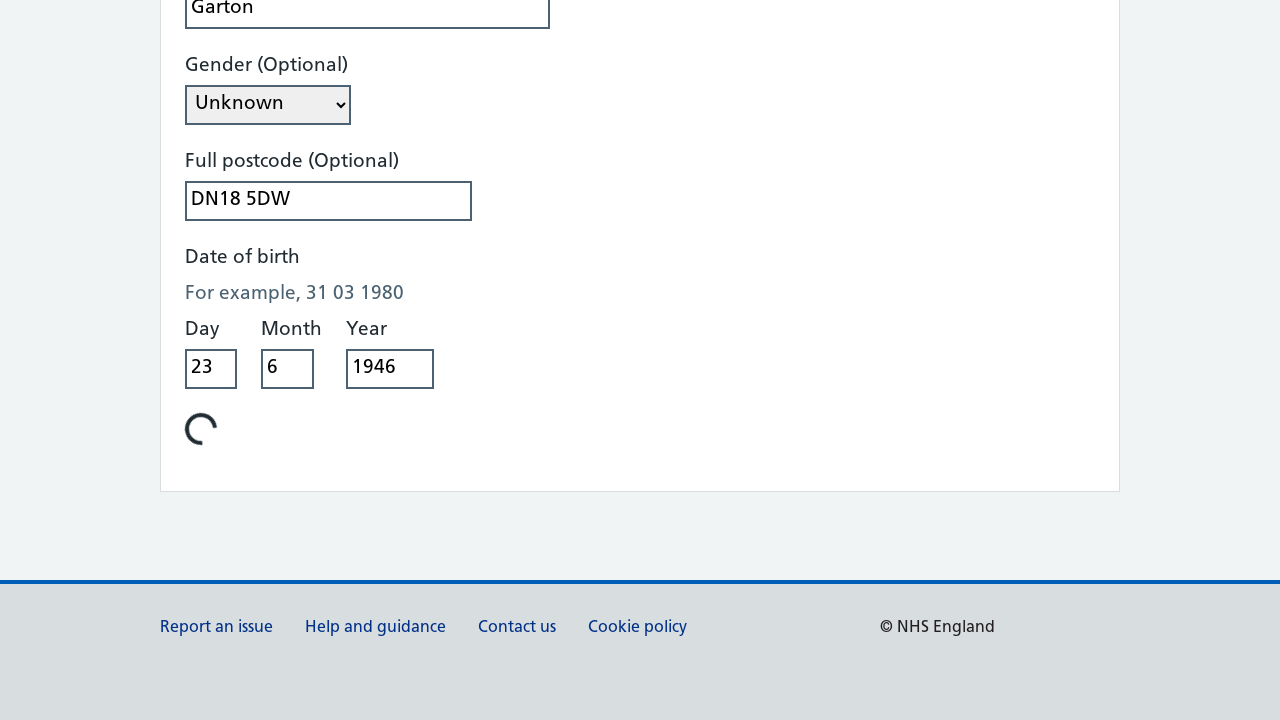 Garton
Gender (Optional)
Unknown
Full postcode (Optional)
DN18 5DW
Date of birth
For example, 31 03 1980
Day Month Year
23 6 1946
Report an issue Help and guidance Contact us Cookie policy © NHS England